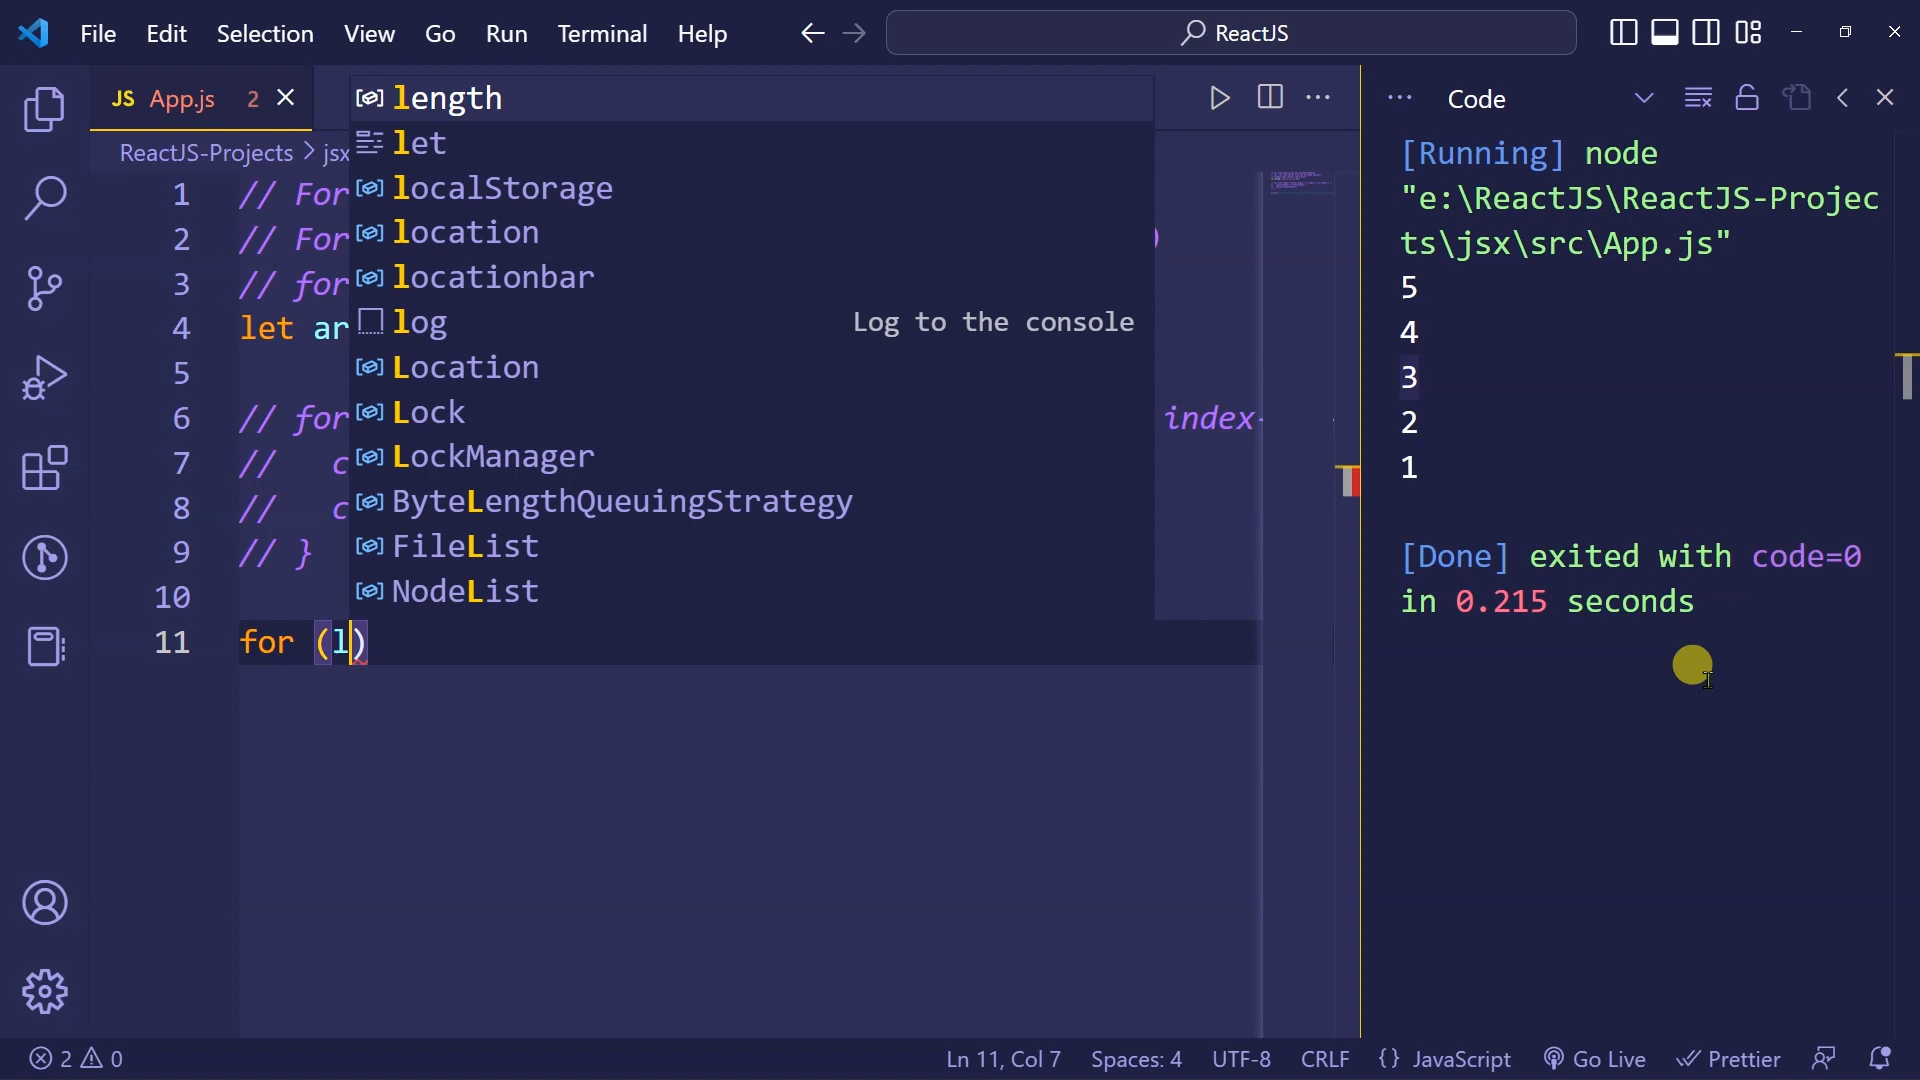 File Edit Selection View Go Run Terminal Help
ReactJS
JS App.js 2
Code
ReactJS-Projects > jsx
1 // For
2 // For )
3 // for
4 let ar
5
6 // for index-
7 // c
8 // c
9 // }
10
11 for (l)
length
let
localStorage
location
locationbar
log Log to the console
Location
Lock
LockManager
ByteLengthQueuingStrategy
FileList
NodeList
[Running] node
"e:\ReactJS\ReactJS-Projec
ts\jsx\src\App.js"
5
4
3
2
1
[Done] exited with code=0
in 0.215 seconds
2 0
Ln 11, Col 7 Spaces: 4 UTF-8 CRLF {} JavaScript Go Live Prettier